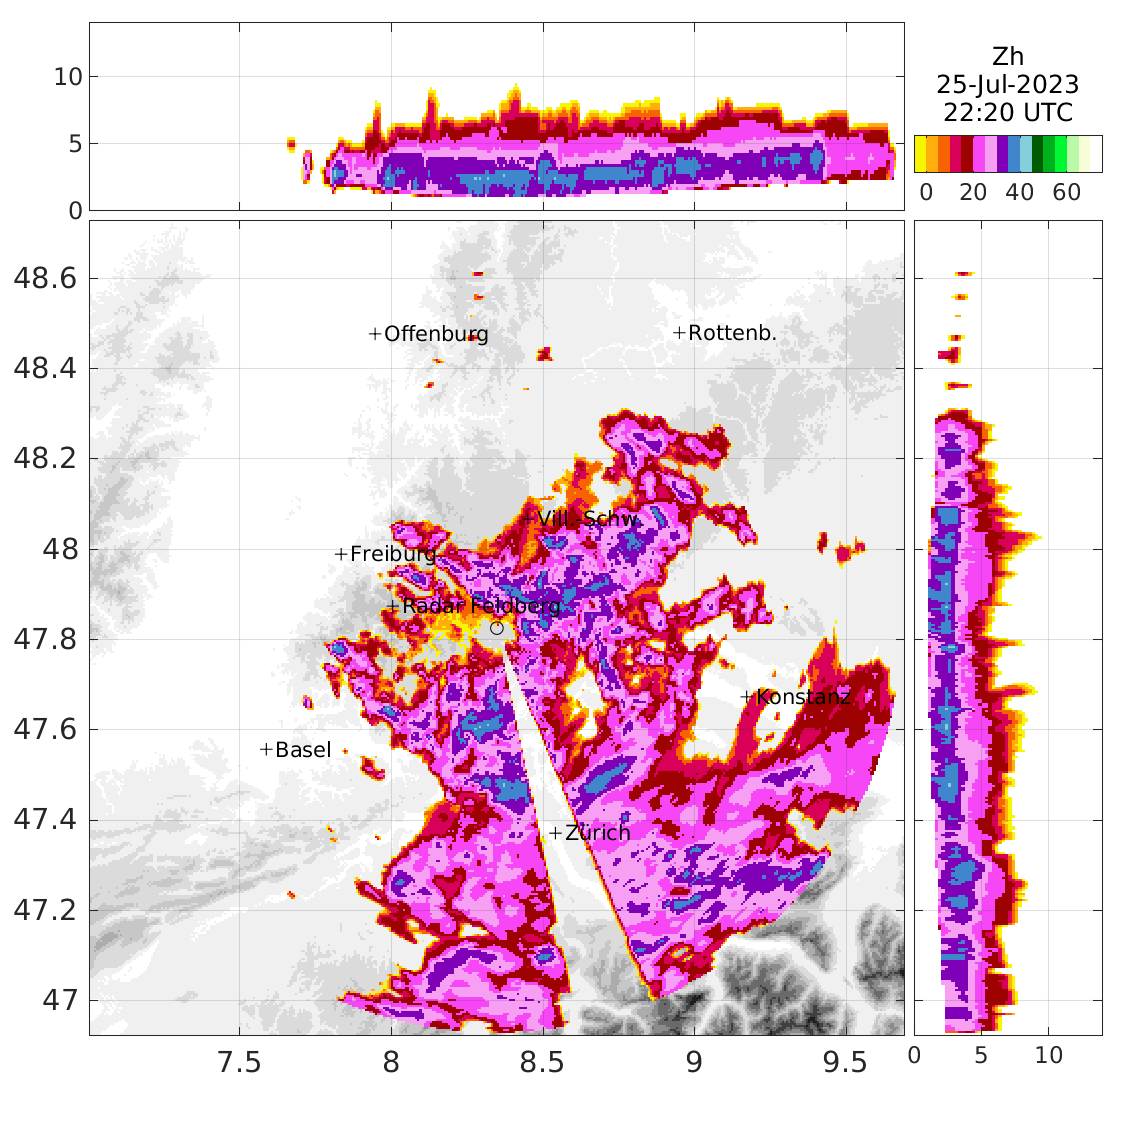 10
5
0
Zh
25-Jul-2023
22:20 UTC
0 20 40 60
48.6
48.4
48.2
48
47.8
47.6
47.4
47.2
47
+Offenburg
+Rottenb.
+Vill.-Schw.
+Freiburg
+Radar Feldberg
+Konstanz
+Basel
+Zürich
7.5 8 8.5 9 9.5
0 5 10